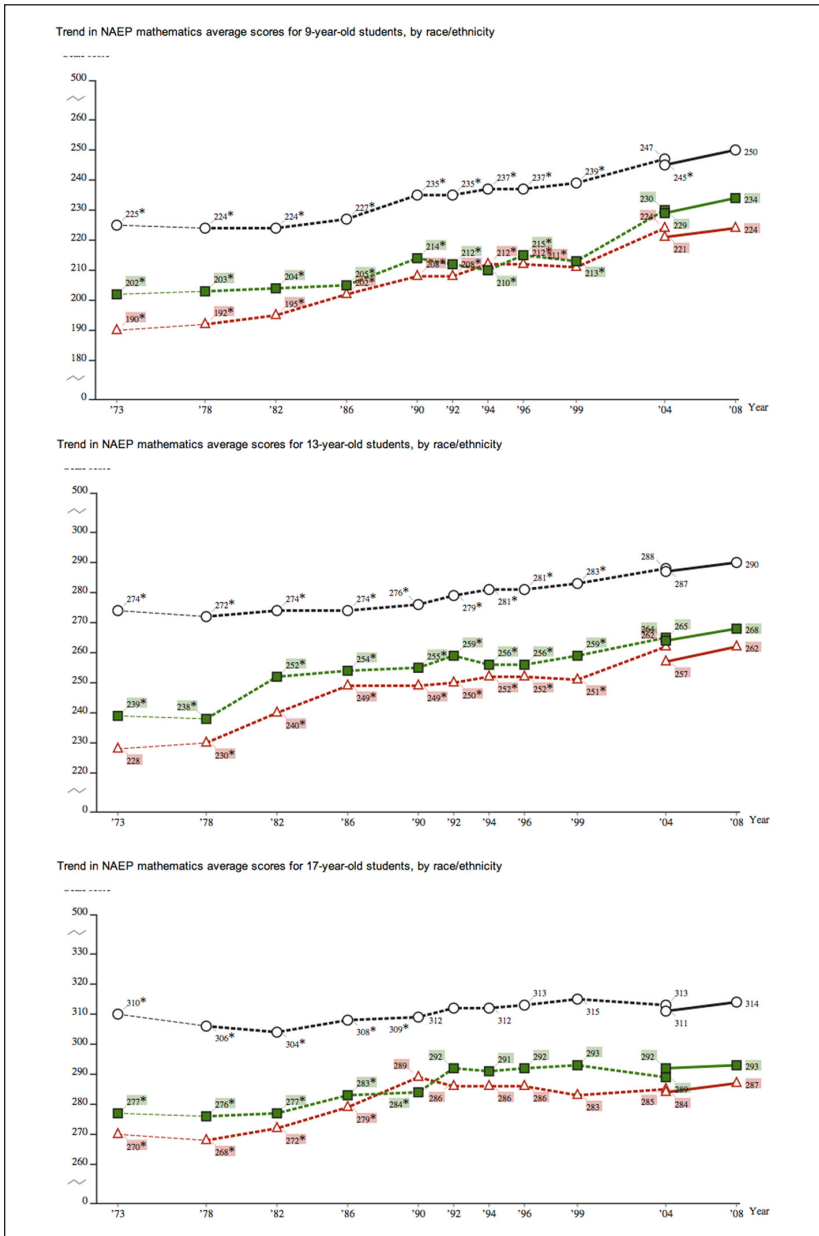 Trend in NAEP mathematics average scores for 9-year-old students, by race/ethnicity
500
260
250
240
230
220
210
200
190
180
0
225* 224* 224* 227* 235* 235* 237* 237* 239* 247 245* 250
202* 203* 204* 205* 214* 212* 210* 215* 213* 230 229 234
190* 192* 195* 202* 208* 208* 212* 212* 211* 224 221 224
'73 '78 '82 '86 '90 '92 '94 '96 '99 '04 '08 Year
Trend in NAEP mathematics average scores for 13-year-old students, by race/ethnicity
500
300
290
280
270
260
250
240
230
220
0
274* 272* 274* 274* 276* 279* 281* 281* 283* 288 287 290
239* 238* 252* 254* 255* 259* 256* 256* 259* 264 265 268
228 230* 240* 249* 249* 250* 252* 252* 251* 262 257 262
'73 '78 '82 '86 '90 '92 '94 '96 '99 '04 '08 Year
Trend in NAEP mathematics average scores for 17-year-old students, by race/ethnicity
500
330
320
310
300
290
280
270
260
0
310* 306* 304* 308* 309* 312 312 313 315 313 311 314
277* 276* 277* 283* 284* 292 291 292 293 292 289 293
270* 268* 272* 279* 289 286 286 286 283 285 284 287
'73 '78 '82 '86 '90 '92 '94 '96 '99 '04 '08 Year